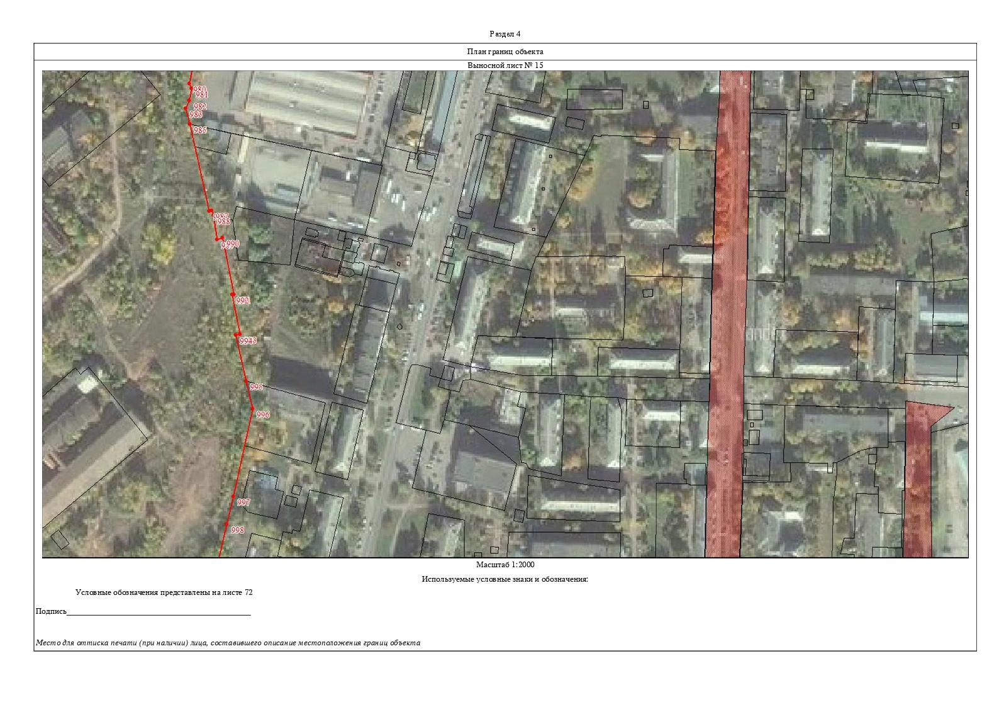 Раздел 4
План границ объекта
Выносной лист № 15
980
981
982
983
985
987
988
990
992
995
996
997
998
Масштаб 1:2000
Используемые условные знаки и обозначения:
Условные обозначения представлены на листе 72
Подпись
Место для оттиска печати (при наличии) лица, составившего описание местоположения границ объекта